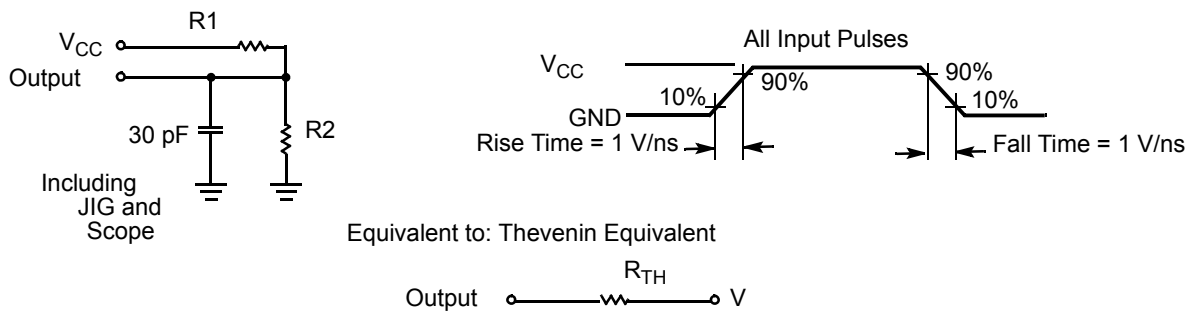 R1
VCC
Output
30 pF
R2
Including
JIG and
Scope
All Input Pulses
VCC
GND
10%
90%
90%
10%
Rise Time = 1 V/ns
Fall Time = 1 V/ns
Equivalent to: Thevenin Equivalent
RTH
Output
V